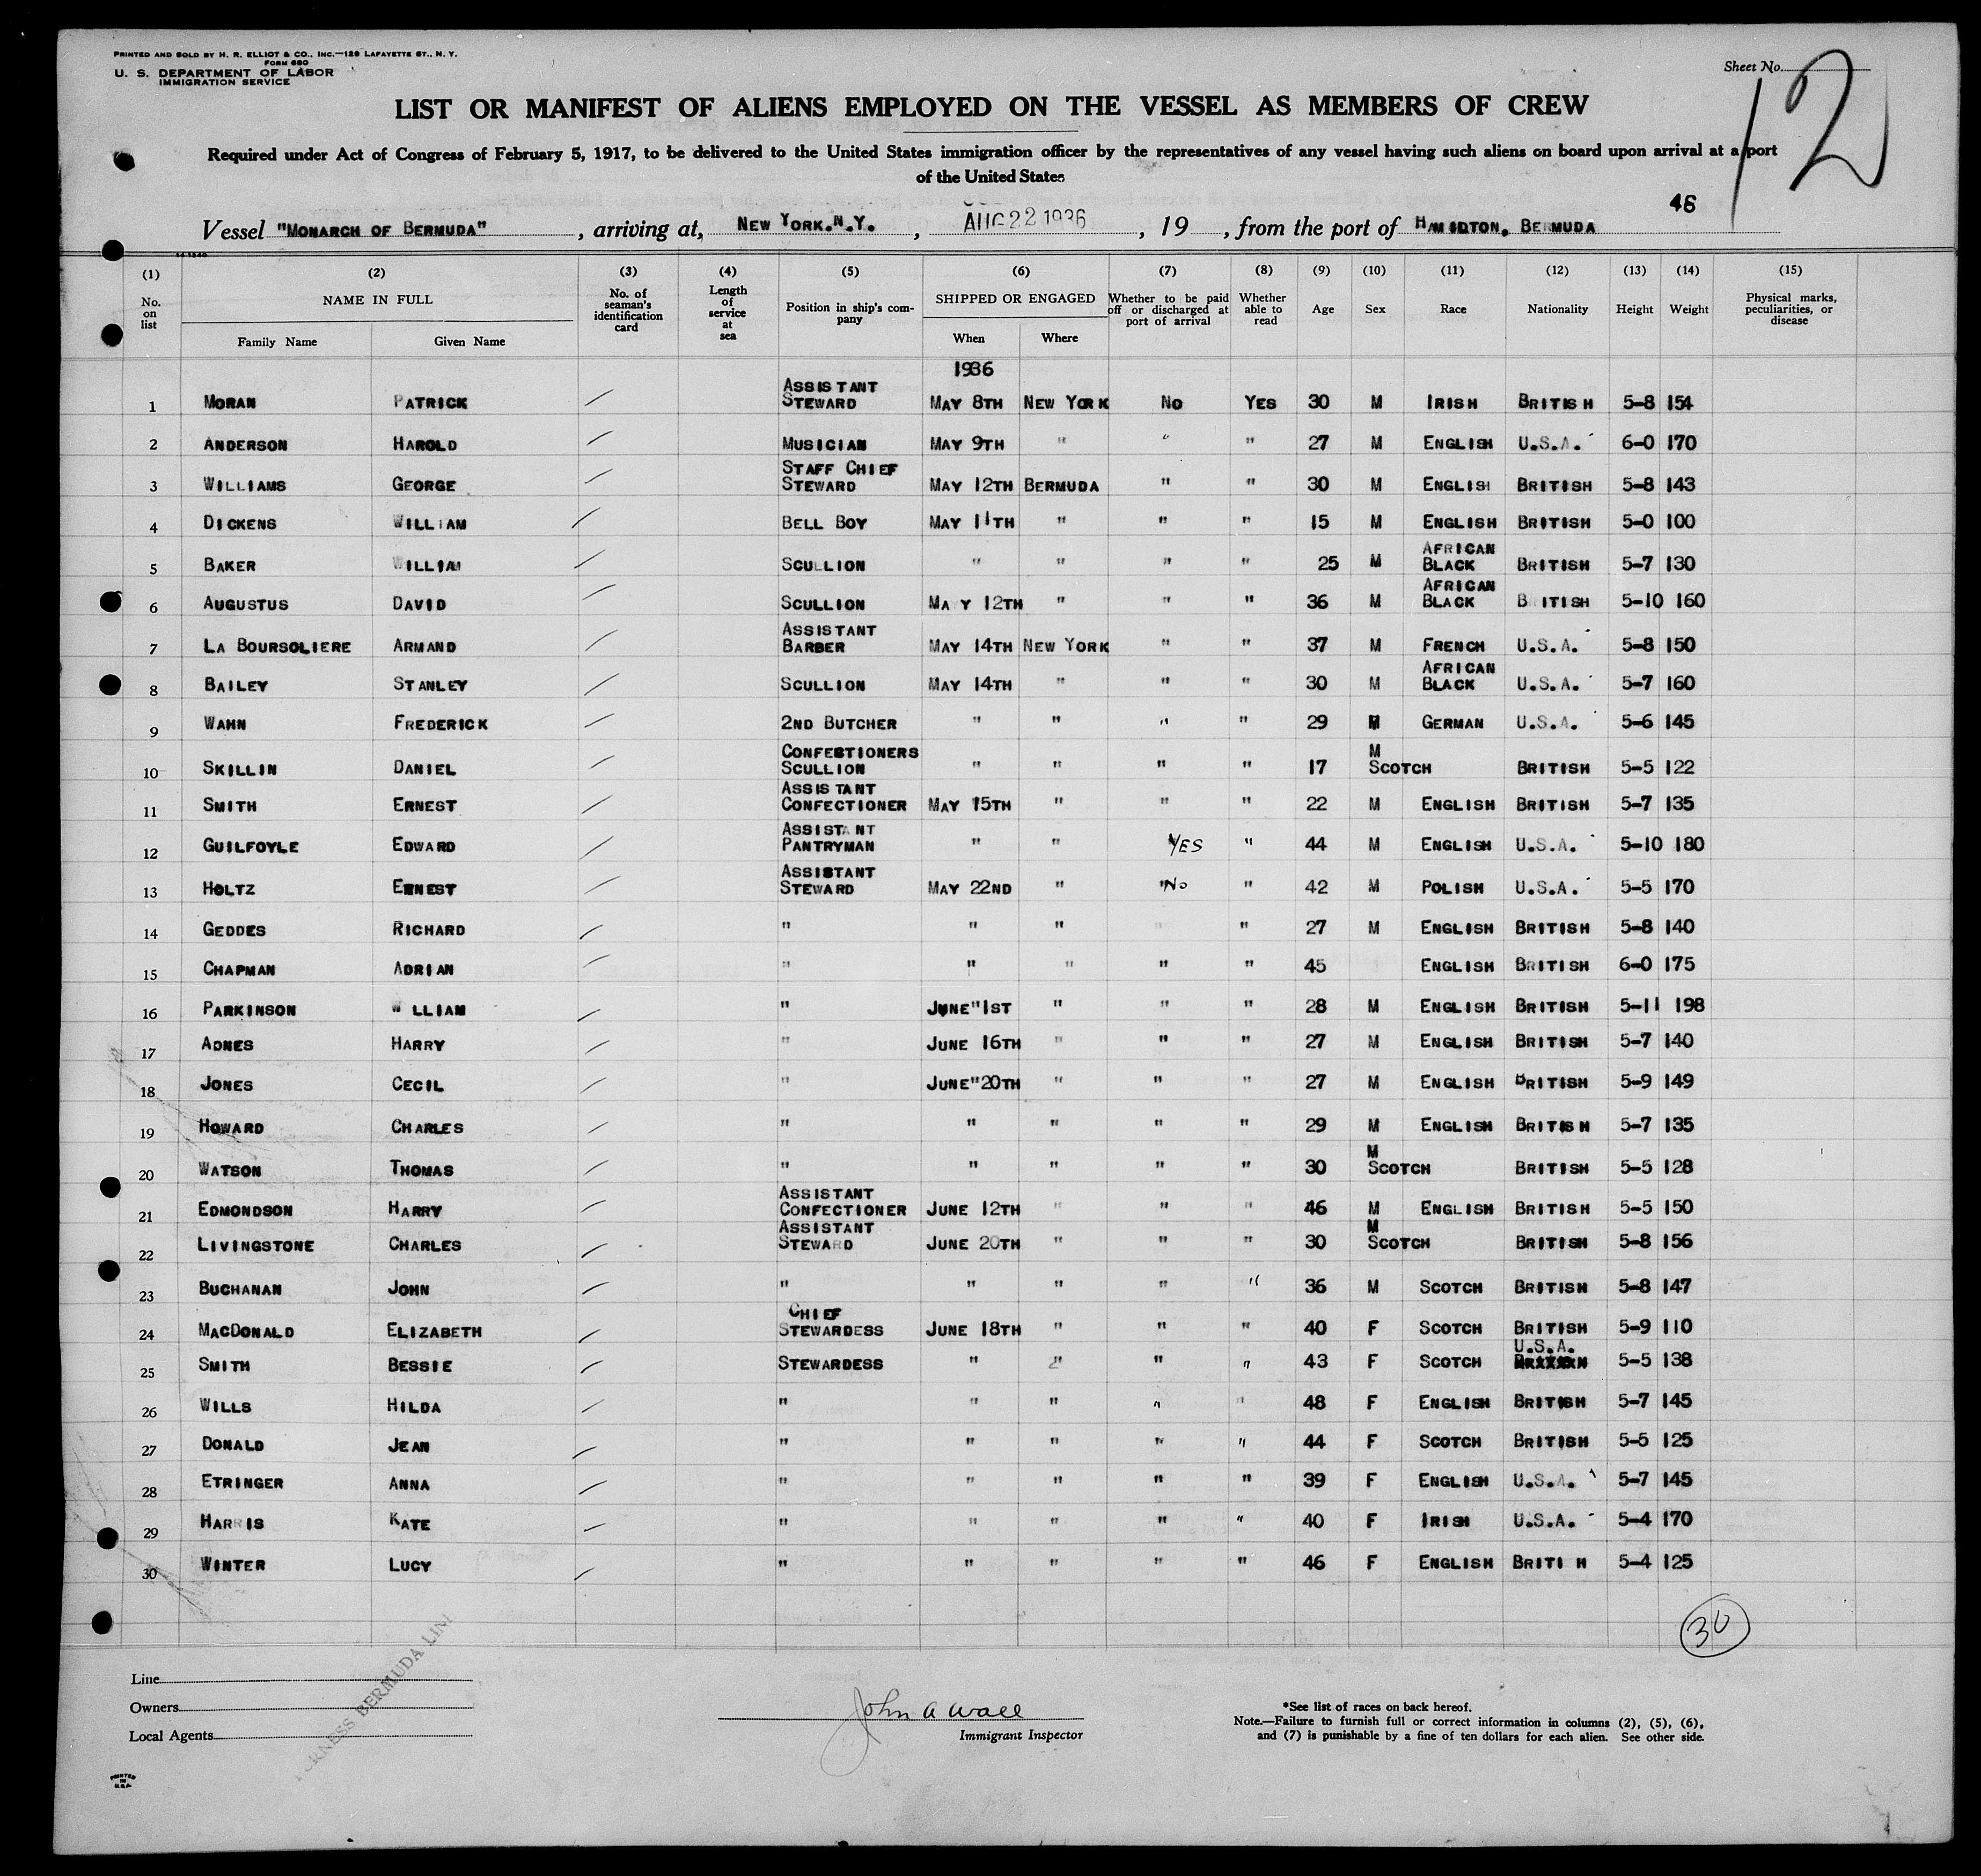 PRINTED AND SOLD BY H. R. ELLIOT & CO., INC.—129 LAFAYETTE ST., N. Y.
FORM 680
U. S. DEPARTMENT OF LABOR
IMMIGRATION SERVICE
Sheet No.
12
LIST OR MANIFEST OF ALIENS EMPLOYED ON THE VESSEL AS MEMBERS OF CREW
Required under Act of Congress of February 5, 1917, to be delivered to the United States immigration officer by the representatives of any vessel having such aliens on board upon arrival at a port
of the United States
46
Vessel "MONARCH OF BERMUDA", arriving at, NEW YORK.N.Y., AUG 22 1936, 19 , from the port of HAMILTON, BERMUDA
(1) (2) (3) (4) (5) (6) (7) (8) (9) (10) (11) (12) (13) (14) (15)
No. on list NAME IN FULL No. of seaman's identification card Length of service at sea Position in ship's company SHIPPED OR ENGAGED Whether to be paid off or discharged at port of arrival Whether able to read Age Sex Race Nationality Height Weight Physical marks, peculiarities, or disease
Family Name Given Name When Where
1936
1 MORAN PATRICK ASSISTANT STEWARD MAY 8TH NEW YORK NO YES 30 M IRISH BRITISH 5-8 154
2 ANDERSON HAROLD MUSICIAN MAY 9TH " " " 27 M ENGLISH U.S.A. 6-0 170
3 WILLIAMS GEORGE STAFF CHIEF STEWARD MAY 12TH BERMUDA " " 30 M ENGLISH BRITISH 5-8 143
4 DICKENS WILLIAM BELL BOY MAY 11TH " " " 15 M ENGLISH BRITISH 5-0 100
5 BAKER WILLIAM SCULLION " " " " 25 M AFRICAN BLACK BRITISH 5-7 130
6 AUGUSTUS DAVID SCULLION MAY 12TH " " " 36 M AFRICAN BLACK BRITISH 5-10 160
7 LA BOURSOLIERE ARMAND ASSISTANT BARBER MAY 14TH NEW YORK " " 37 M FRENCH U.S.A. 5-8 150
8 BAILEY STANLEY SCULLION MAY 14TH " " " 30 M AFRICAN BLACK U.S.A. 5-7 160
9 WAHN FREDERICK 2ND BUTCHER " " " " 29 M GERMAN U.S.A. 5-6 145
10 SKILLIN DANIEL CONFECTIONERS SCULLION " " " " 17 M SCOTCH BRITISH 5-5 122
11 SMITH ERNEST ASSISTANT CONFECTIONER MAY 15TH " " " 22 M ENGLISH BRITISH 5-7 135
12 GUILFOYLE EDWARD ASSISTANT PANTRYMAN " " YES " 44 M ENGLISH U.S.A. 5-10 180
13 HOLTZ ERNEST ASSISTANT STEWARD MAY 22ND " "No " 42 M POLISH U.S.A. 5-5 170
14 GEDDES RICHARD " " " " 27 M ENGLISH BRITISH 5-8 140
15 CHAPMAN ADRIAN " " " " " 45 ENGLISH BRITISH 6-0 175
16 PARKINSON W LLIAM " JUNE"1ST " " " 28 M ENGLISH BRITISH 5-11 198
17 ADNES HARRY " JUNE 16TH " " " 27 M ENGLISH BRITISH 5-7 140
18 JONES CECIL " JUNE"20TH " " " 27 M ENGLISH BRITISH 5-9 149
19 HOWARD CHARLES " " " " " 29 M ENGLISH BRITISH 5-7 135
20 WATSON THOMAS " " " " " 30 M SCOTCH BRITISH 5-5 128
21 EDMONDSON HARRY ASSISTANT CONFECTIONER JUNE 12TH " " " 46 M ENGLISH BRITISH 5-5 150
22 LIVINGSTONE CHARLES ASSISTANT STEWARD JUNE 20TH " " " 30 M SCOTCH BRITISH 5-8 156
23 BUCHANAN JOHN " " " " " 36 M SCOTCH BRITISH 5-8 147
24 MACDONALD ELIZABETH CHIEF STEWARDESS JUNE 18TH " " " 40 F SCOTCH BRITISH 5-9 110
25 SMITH BESSIE STEWARDESS " " " " 43 F SCOTCH U.S.A. 5-5 138
26 WILLS HILDA " " " " " 48 F ENGLISH BRITISH 5-7 145
27 DONALD JEAN " " " " " 44 F SCOTCH BRITISH 5-5 125
28 ETRINGER ANNA " " " " " 39 F ENGLISH U.S.A. 5-7 145
29 HARRIS KATE " " " " " 40 F IRISH U.S.A. 5-4 170
30 WINTER LUCY " " " " " 46 F ENGLISH BRITI H 5-4 125
30
Line
Owners
Local Agents
BERMUDA LINE
John A Wall
Immigrant Inspector
*See list of races on back hereof.
Note.—Failure to furnish full or correct information in columns (2), (5), (6),
and (7) is punishable by a fine of ten dollars for each alien. See other side.
PRINTED
IN
U.S.A.